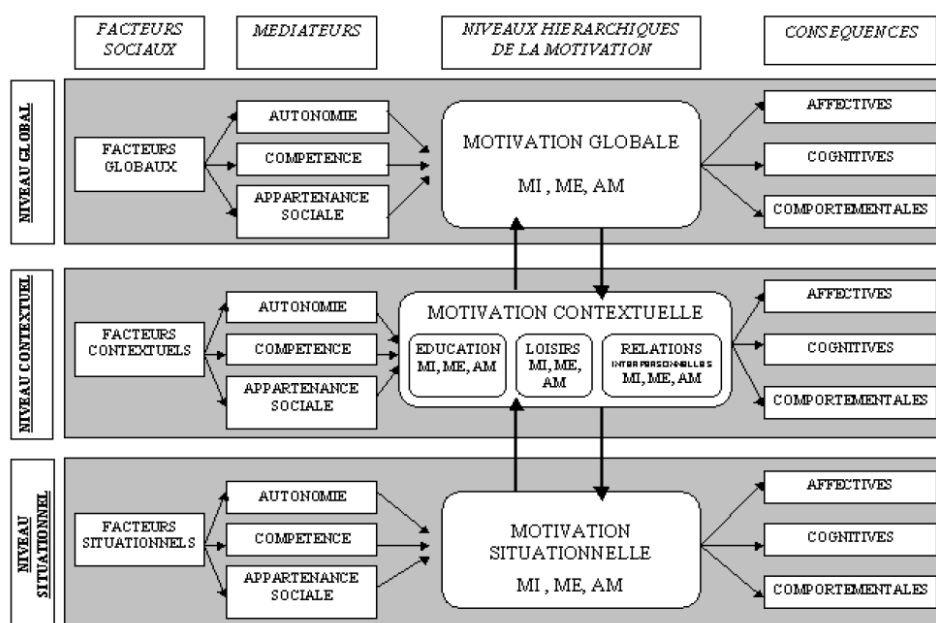 FACTEURS
SOCIAUX
MEDIATEURS
NIVEAUX HIERARCHIQUES
DE LA MOTIVATION
CONSEQUENCES
NIVEAU GLOBAL
FACTEURS
GLOBAUX
AUTONOMIE
COMPETENCE
APPARTENANCE
SOCIALE
MOTIVATION GLOBALE
MI , ME, AM
AFFECTIVES
COGNITIVES
COMPORTEMENTALES
NIVEAU CONTEXTUEL
FACTEURS
CONTEXTUELS
AUTONOMIE
COMPETENCE
APPARTENANCE
SOCIALE
MOTIVATION CONTEXTUELLE
EDUCATION
MI, ME, AM
LOISIRS
MI, ME,
AM
RELATIONS
INTERPERSONNELLES
MI, ME, AM
AFFECTIVES
COGNITIVES
COMPORTEMENTALES
NIVEAU
SITUATIONNEL
FACTEURS
SITUATIONNELS
AUTONOMIE
COMPETENCE
APPARTENANCE
SOCIALE
MOTIVATION
SITUATIONNELLE
MI , ME, AM
AFFECTIVES
COGNITIVES
COMPORTEMENTALES